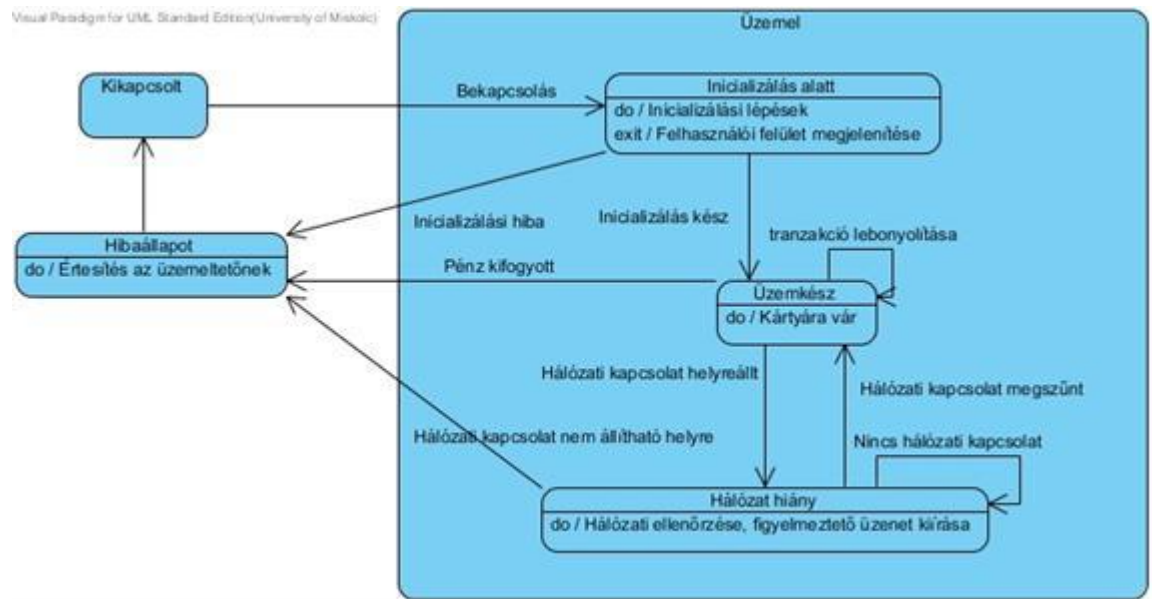 Visual Paradigm for UML Standard Edition(University of Miskolc)
Üzemel
Kikapcsolt
Bekapcsolás
Inicializálás alatt
do / Inicializálási lépések
exit / Felhasználói felület megjelenítése
Inicializálási hiba
Inicializálás kész
tranzakció lebonyolítása
Hibaállapot
do / Értesítés az üzemeltetőnek
Pénz kifogyott
Üzemkész
do / Kártyára vár
Hálózati kapcsolat helyreállt
Hálózati kapcsolat megszűnt
Hálózati kapcsolat nem állítható helyre
Nincs hálózati kapcsolat
Hálózat hiány
do / Hálózati ellenőrzése, figyelmeztető üzenet kiírása